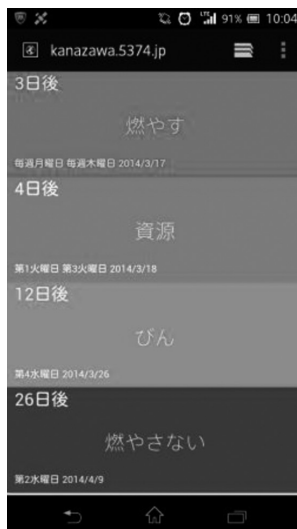 LTE 91% 10:04
kanazawa.5374.jp
3日後
燃やす
毎週月曜日 毎週木曜日 2014/3/17
4日後
資源
第1火曜日 第3火曜日 2014/3/18
12日後
びん
第4水曜日 2014/3/26
26日後
燃やさない
第2水曜日 2014/4/9